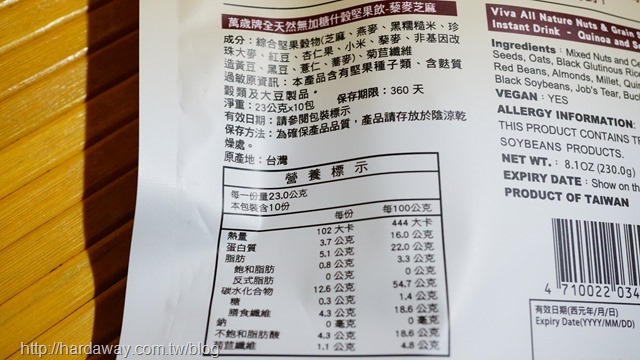 萬歲牌全天然無加糖什穀堅果飲-藜麥芝麻
成分：綜合堅果穀物(芝麻、燕麥、黑糯糙米、珍
珠大麥、紅豆、杏仁果、小米、藜麥、非基因改
造黃豆、黑豆、薏仁、蕎麥)、菊苣纖維
過敏原資訊：本產品含有堅果種子類、含麩質
穀類及大豆製品。
淨重：23公克x10包 保存期限：360 天
有效日期：請參閱包裝標示
保存方法：為確保產品品質，產品請存放於陰涼乾
燥處。
原產地：台灣
營養標示
每一份量23.0公克
本包裝含10份
每份 每100公克
熱量 102 大卡 444 大卡
蛋白質 3.7 公克 16.0 公克
脂肪 5.1 公克 22.0 公克
飽和脂肪 0.8 公克 3.3 公克
反式脂肪 0 公克 0 公克
碳水化合物 12.6 公克 54.7 公克
糖 0.3 公克 1.4 公克
膳食纖維 4.3 公克 18.6 公克
鈉 0 毫克 0 毫克
不飽和脂肪酸 4.3 公克 18.6 公克
菊苣纖維 1.1 公克 4.8 公克
Viva All Nature Nuts & Grain
Instant Drink - Quinoa and
Ingredients：Mixed Nuts and
Seeds, Oats, Black Glutinous
Red Beans, Almonds, Millet,
Black Soybeans, Job's Tear,
VEGAN：YES
ALLERGY INFORMATION:
THIS PRODUCT CONTAINS
SOYBEANS PRODUCTS.
NET WT.：8.1OZ (230.0g)
EXPIRY DATE：Show on
PRODUCT OF TAIWAN
4 710022 034
有效日期(西元年/月/日)
Expiry Date(YYYY/MM/DD)
http://hardaway.com.tw/blog